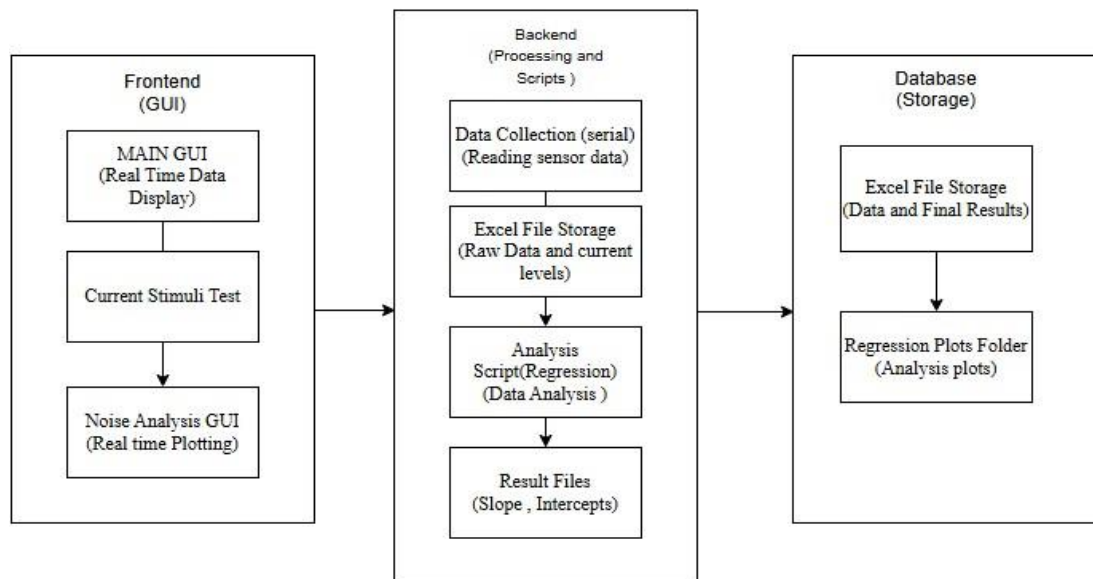 Frontend
(GUI)
MAIN GUI
(Real Time Data
Display)
Current Stimuli Test
Noise Analysis GUI
(Real time Plotting)
Backend
(Processing and
Scripts )
Data Collection (serial)
(Reading sensor data)
Excel File Storage
(Raw Data and current
levels)
Analysis
Script(Regression)
(Data Analysis )
Result Files
(Slope , Intercepts)
Database
(Storage)
Excel File Storage
(Data and Final Results)
Regression Plots Folder
(Analysis plots)